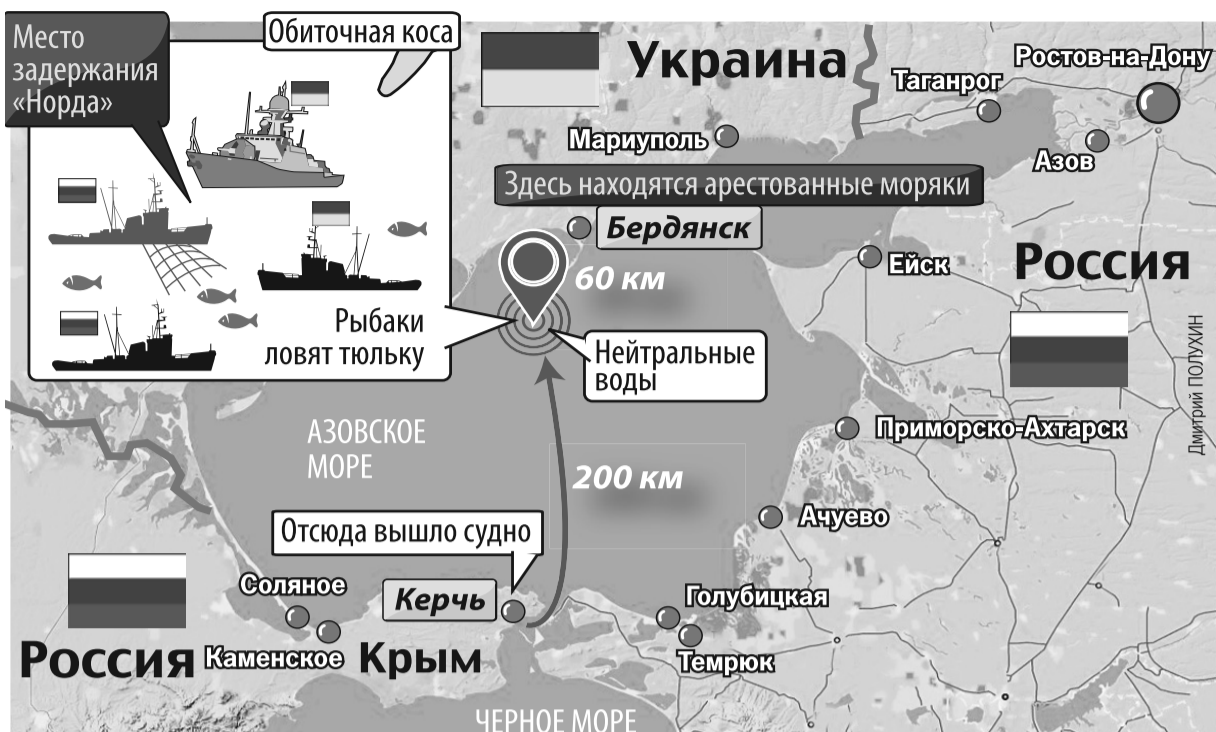 Место
задержания
«Норда»
Обиточная коса
Украина
Ростов-на-Дону
Таганрог
Мариуполь
Азов
Здесь находятся арестованные моряки
Бердянск
Ейск
Россия
60 км
Рыбаки
ловят тюльку
Нейтральные
воды
Дмитрий ПОЛУХИН
АЗОВСКОЕ
МОРЕ
Приморско-Ахтарск
200 км
Ачуево
Отсюда вышло судно
Соляное
Керчь
Голубицкая
Россия
Каменское
Крым
Темрюк
ЧЕРНОЕ МОРЕ